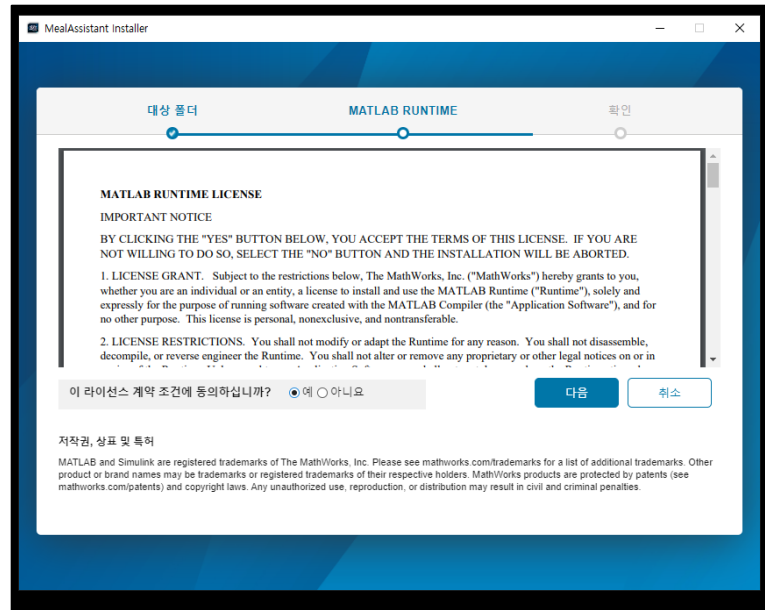 MealAssistant Installer
대상 폴더
MATLAB RUNTIME
확인
MATLAB RUNTIME LICENSE
IMPORTANT NOTICE
BY CLICKING THE "YES" BUTTON BELOW, YOU ACCEPT THE TERMS OF THIS LICENSE. IF YOU ARE
NOT WILLING TO DO SO, SELECT THE "NO" BUTTON AND THE INSTALLATION WILL BE ABORTED.
1. LICENSE GRANT. Subject to the restrictions below, The MathWorks, Inc. ("MathWorks") hereby grants to you,
whether you are an individual or an entity, a license to install and use the MATLAB Runtime ("Runtime"), solely and
expressly for the purpose of running software created with the MATLAB Compiler (the "Application Software"), and for
no other purpose. This license is personal, nonexclusive, and nontransferable.
2. LICENSE RESTRICTIONS. You shall not modify or adapt the Runtime for any reason. You shall not disassemble,
decompile, or reverse engineer the Runtime. You shall not alter or remove any proprietary or other legal notices on or in
이 라이선스 계약 조건에 동의하십니까? 예 아니요
다음
취소
저작권, 상표 및 특허
MATLAB and Simulink are registered trademarks of The MathWorks, Inc. Please see mathworks.com/trademarks for a list of additional trademarks. Other
product or brand names may be trademarks or registered trademarks of their respective holders. MathWorks products are protected by patents (see
mathworks.com/patents) and copyright laws. Any unauthorized use, reproduction, or distribution may result in civil and criminal penalties.